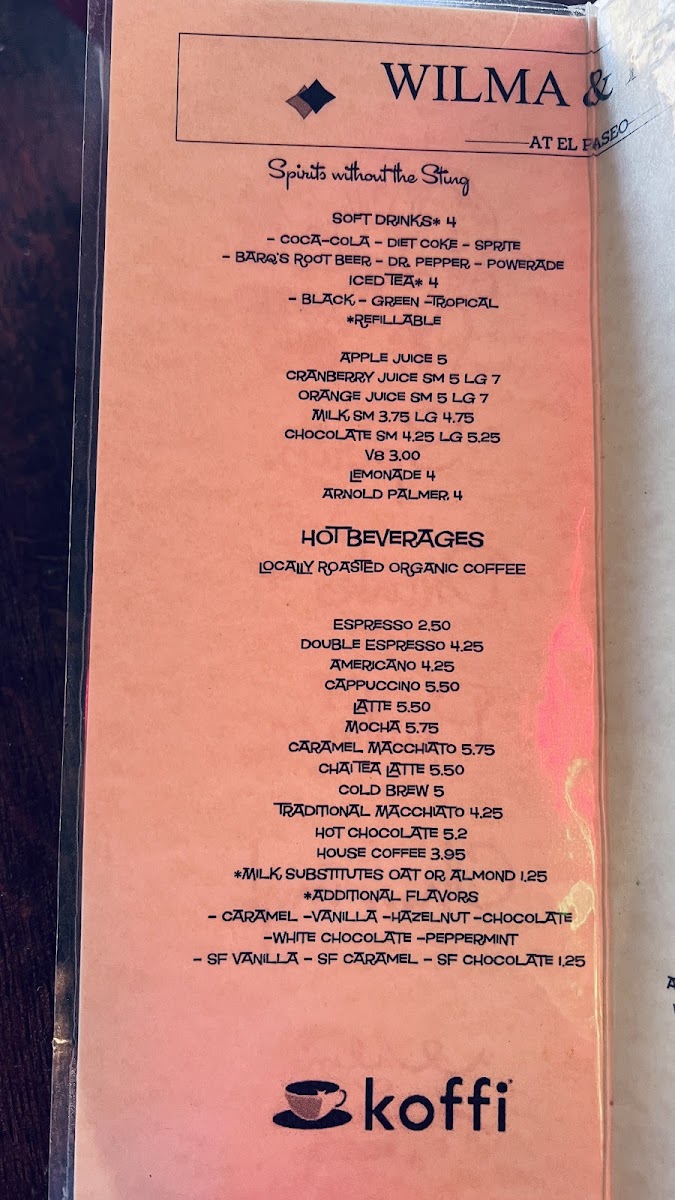 WILMA &
AT EL PASEO
Spirits without the Sting
SOFT DRINKS* 4
- COCA-COLA - DIET COKE - SPRITE
- BARQ'S ROOT BEER - DR. PEPPER - POWERADE
ICED TEA* 4
- BLACK - GREEN -TROPICAL
*REFILLABLE
APPLE JUICE 5
CRANBERRY JUICE SM 5 LG 7
ORANGE JUICE SM 5 LG 7
MILK SM 3.75 LG 4.75
CHOCOLATE SM 4.25 LG 5.25
V8 3.00
LEMONADE 4
ARNOLD PALMER 4
HOT BEVERAGES
LOCALLY ROASTED ORGANIC COFFEE
ESPRESSO 2.50
DOUBLE ESPRESSO 4.25
AMERICANO 4.25
CAPPUCCINO 5.50
LATTE 5.50
MOCHA 5.75
CARAMEL MACCHIATO 5.75
CHAI TEA LATTE 5.50
COLD BREW 5
TRADITIONAL MACCHIATO 4.25
HOT CHOCOLATE 5.2
HOUSE COFFEE 3.95
*MILK SUBSTITUTES OAT OR ALMOND 1.25
*ADDITIONAL FLAVORS
- CARAMEL -VANILLA -HAZELNUT -CHOCOLATE
-WHITE CHOCOLATE -PEPPERMINT
- SF VANILLA - SF CARAMEL - SF CHOCOLATE 1.25
koffi